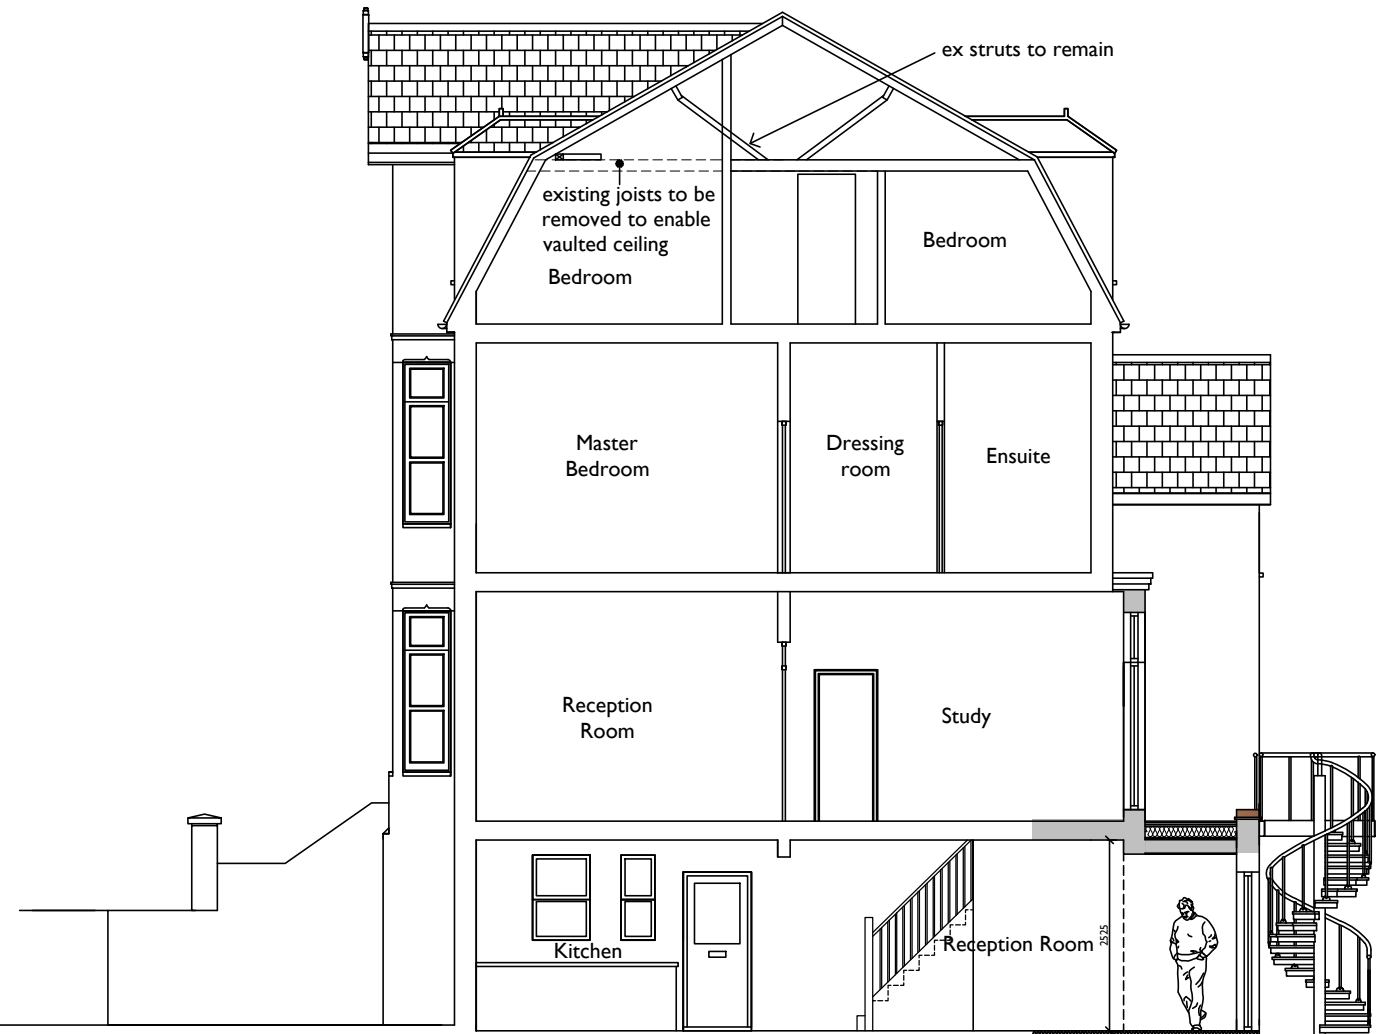 ex struts to remain
existing joists to be
removed to enable
vaulted ceiling
Bedroom
Bedroom
Master
Bedroom
Dressing
room
Ensuite
Reception
Room
Study
Kitchen
Reception Room
2525